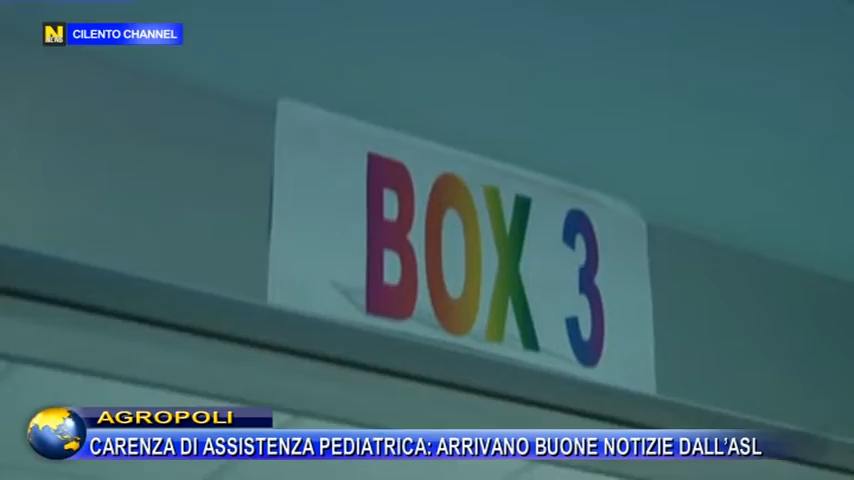 CILENTO CHANNEL
BOX 3
AGROPOLI
CARENZA DI ASSISTENZA PEDIATRICA: ARRIVANO BUONE NOTIZIE DALL'ASL